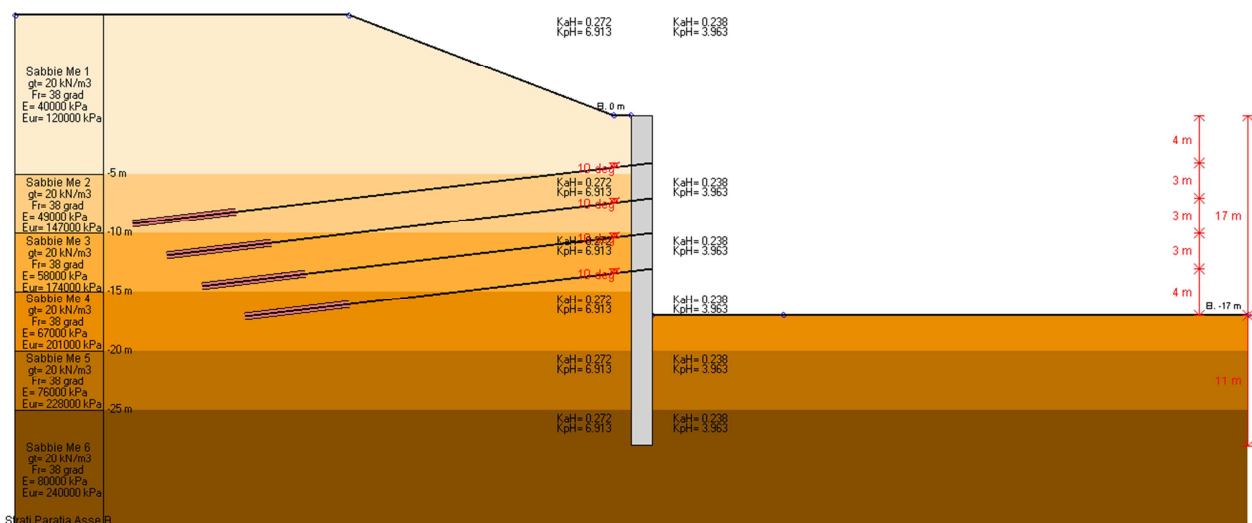 KaH= 0.272
KpH= 6.913
KaH= 0.238
KpH= 3.963
Sabbie Me 1
gt= 20 kN/m3
Fr= 38 grad
E= 40000 kPa
Eur= 120000 kPa
El. 0 m
4 m
10 deg
-5 m
Sabbie Me 2
gt= 20 kN/m3
Fr= 38 grad
E= 49000 kPa
Eur= 147000 kPa
KaH= 0.272
KpH= 6.913
KaH= 0.238
KpH= 3.963
3 m
10 deg
3 m
17 m
-10 m
Sabbie Me 3
gt= 20 kN/m3
Fr= 38 grad
E= 58000 kPa
Eur= 174000 kPa
KaH= 0.272
KpH= 6.913
KaH= 0.238
KpH= 3.963
10 deg
3 m
10 deg
-15 m
Sabbie Me 4
gt= 20 kN/m3
Fr= 38 grad
E= 67000 kPa
Eur= 201000 kPa
KaH= 0.272
KpH= 6.913
KaH= 0.238
KpH= 3.963
4 m
El. -17 m
-20 m
Sabbie Me 5
gt= 20 kN/m3
Fr= 38 grad
E= 76000 kPa
Eur= 228000 kPa
KaH= 0.272
KpH= 6.913
KaH= 0.238
KpH= 3.963
11 m
-25 m
KaH= 0.272
KpH= 6.913
KaH= 0.238
KpH= 3.963
Sabbie Me 6
gt= 20 kN/m3
Fr= 38 grad
E= 80000 kPa
Eur= 240000 kPa
Strati Paratia Asse B